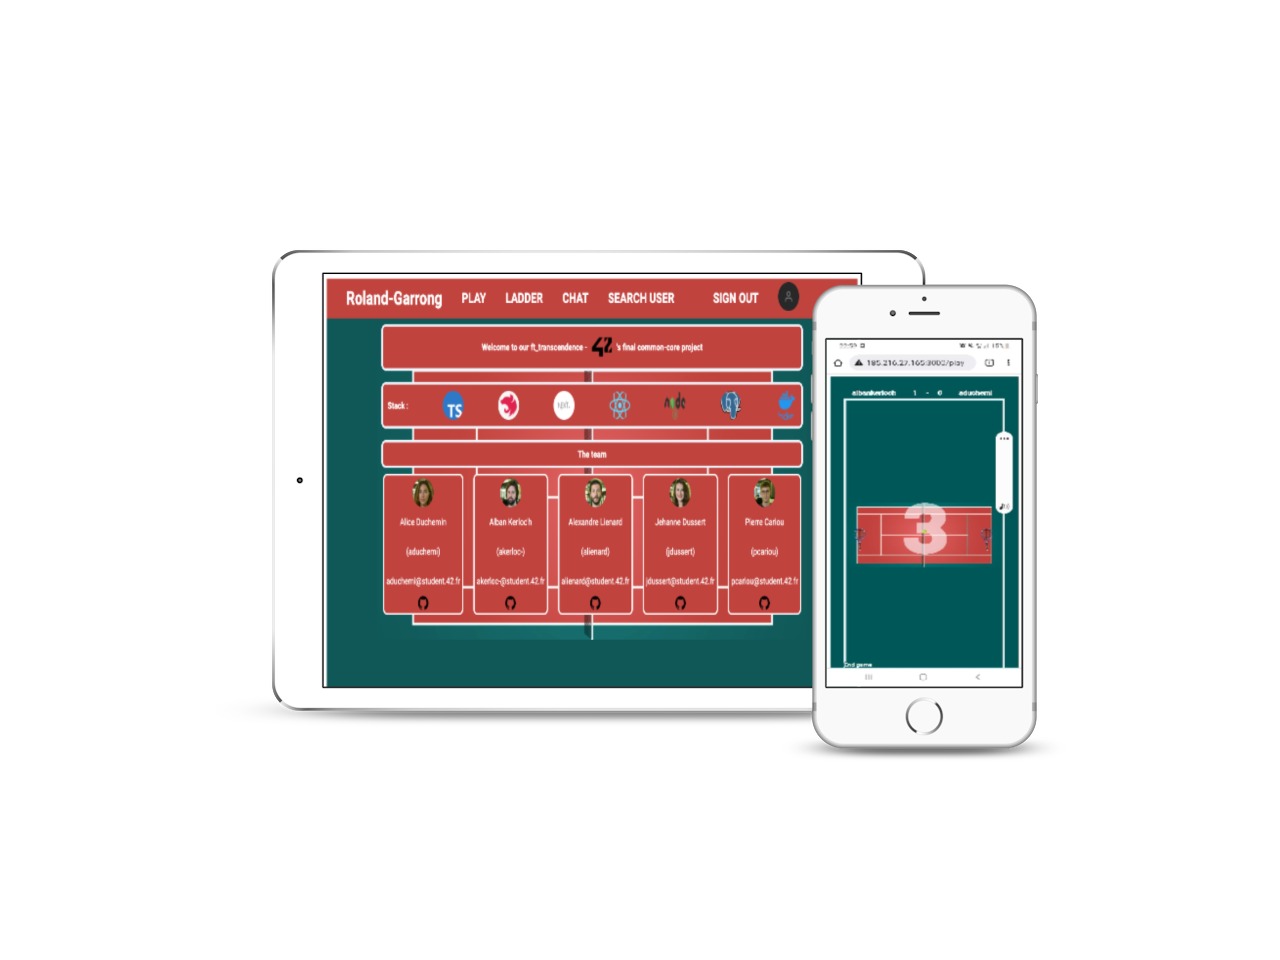 Roland-Garrong PLAY LADDER CHAT SEARCH USER SIGN OUT
Welcome to our ft_transcendence - 42 's final common-core project
Stack :
TS
node
The team
Alice Duchemin
(aduchemi)
aduchemi@student.42.fr
Alban Kerloc'h
(akerloc-)
akerloc-@student.42.fr
Alexandre Lienard
(alienard)
alienard@student.42.fr
Jehanne Dussert
(jdussert)
jdussert@student.42.fr
Pierre Cariou
(pcariou)
pcariou@student.42.fr
185.216.27.165:3000/play
albankerloch 1 - 0 aduchemi
3
2nd game